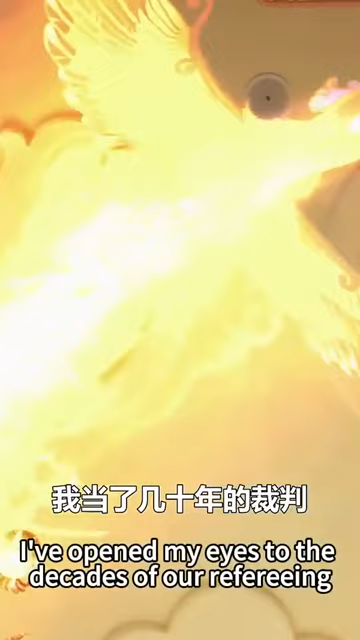 我当了几十年的裁判
I've opened my eyes to the
decades of our refereeing